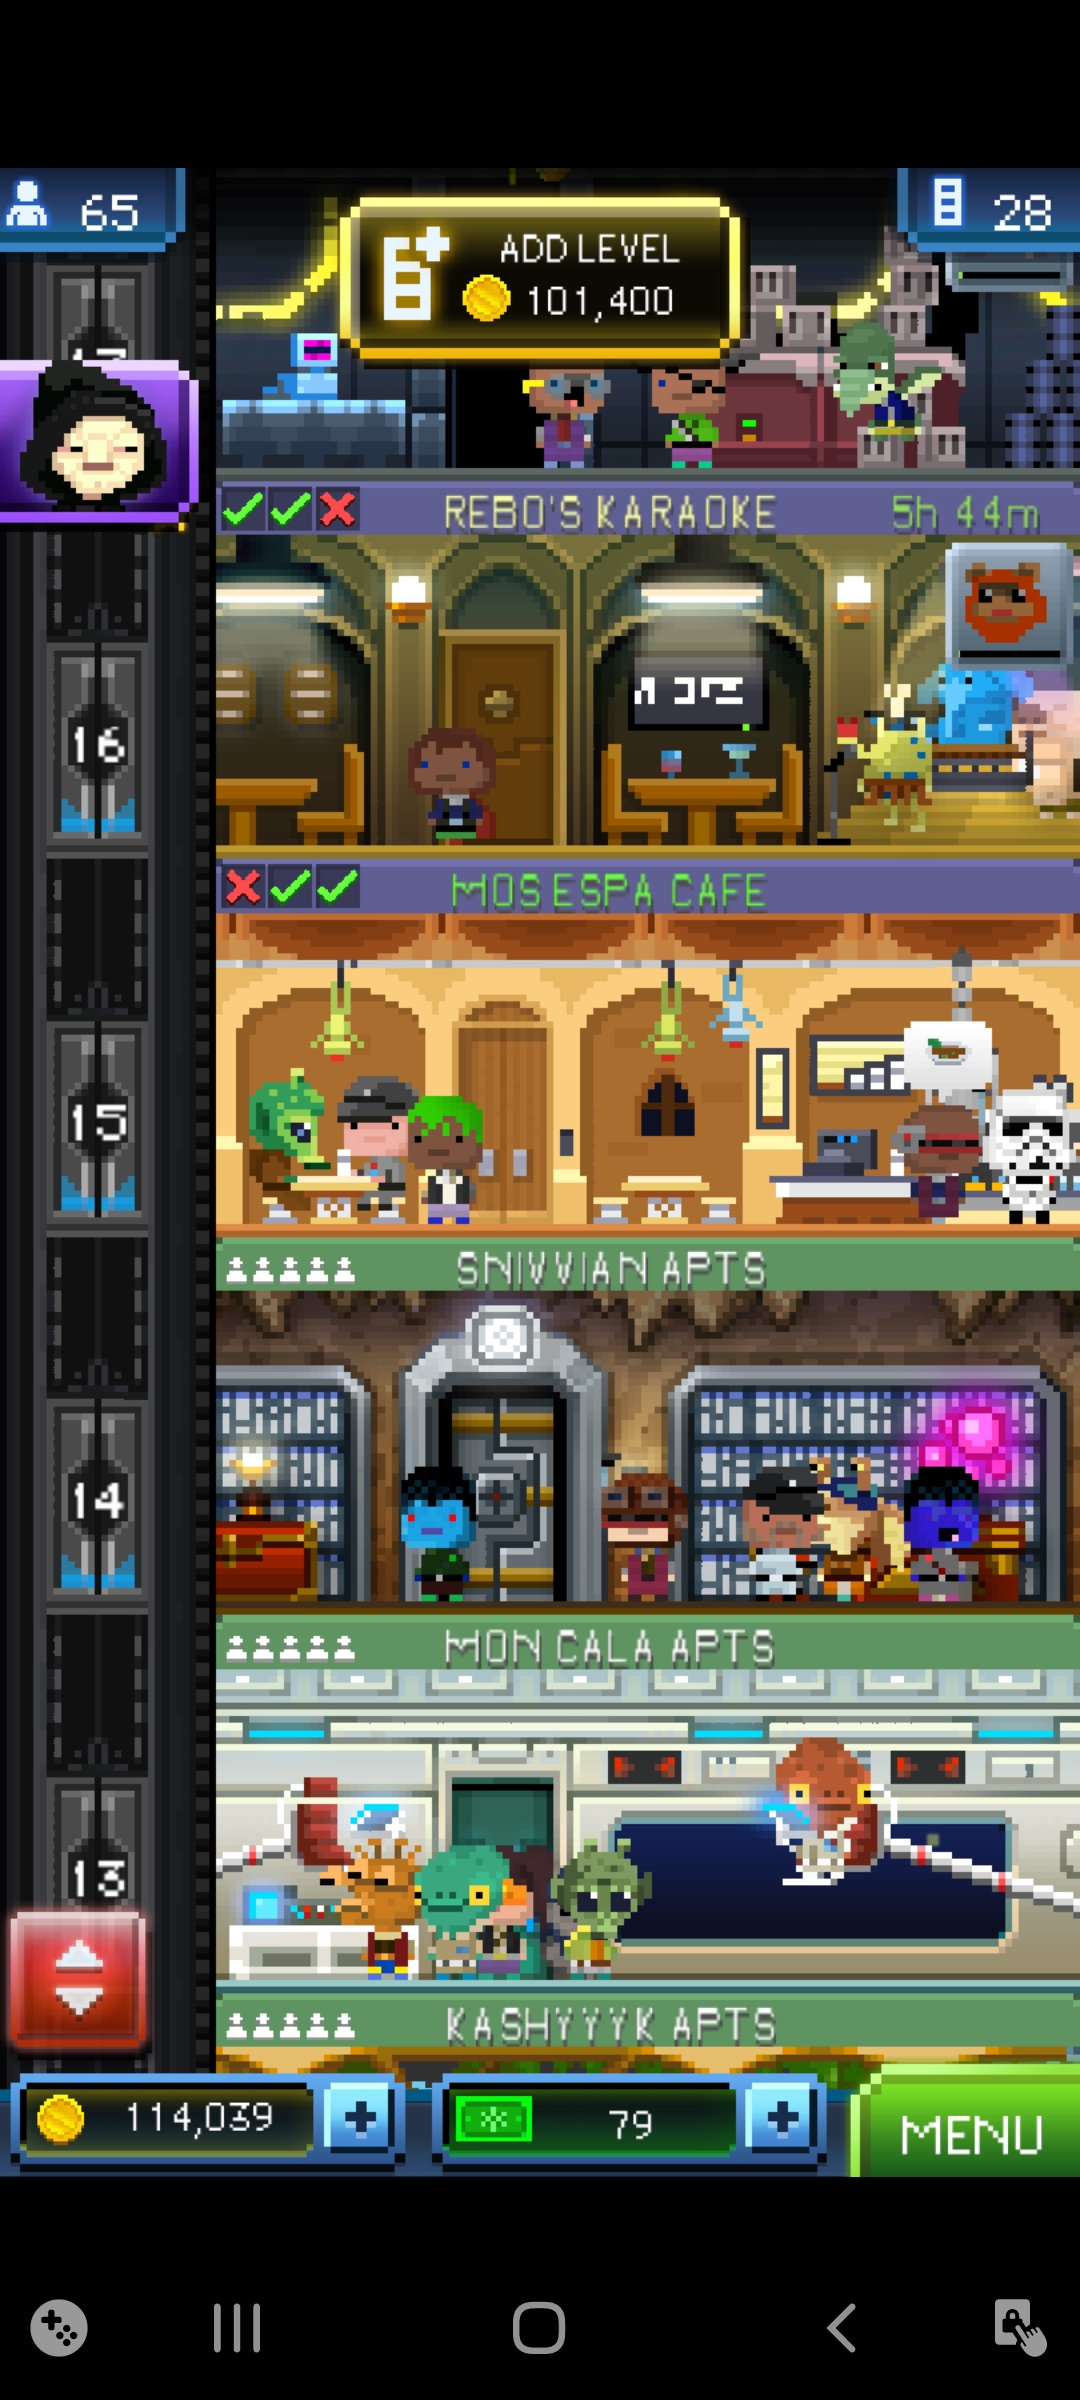 65
28
ADD LEVEL
101,400
REBO'S KARAOKE 5h 44m
16
MOS ESPA CAFE
15
SNIVVIAN APTS
14
MON CALA APTS
13
KASHYYYK APTS
114,039
79
MENU